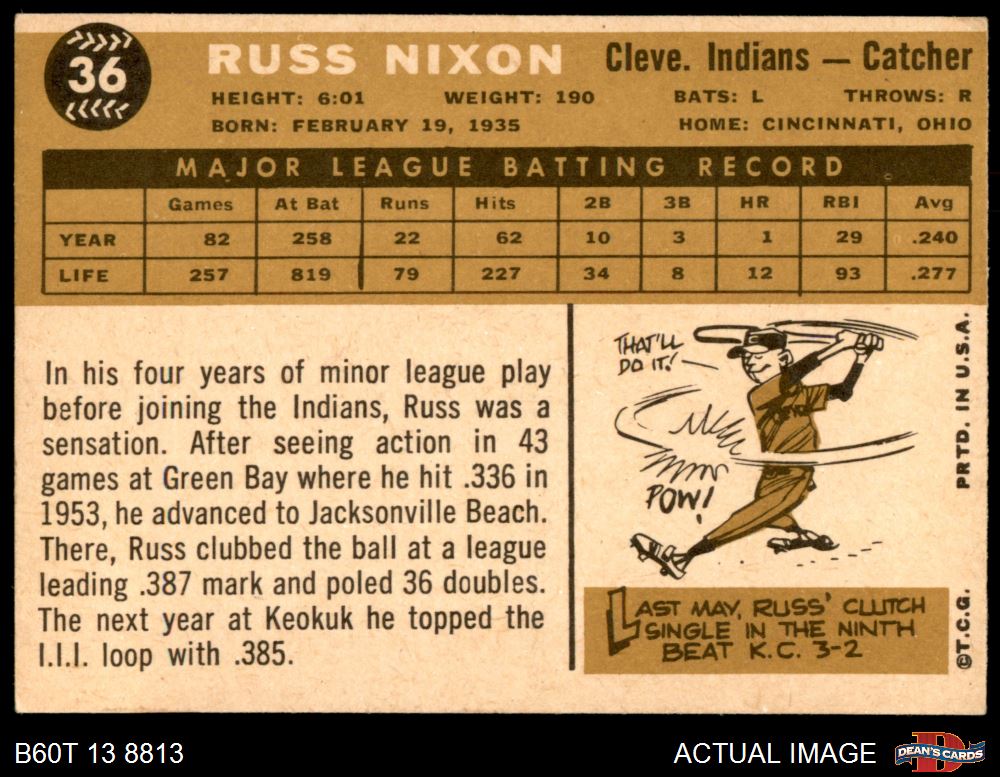 36
RUSS NIXON Cleve. Indians — Catcher
HEIGHT: 6:01 WEIGHT: 190 BATS: L THROWS: R
BORN: FEBRUARY 19, 1935 HOME: CINCINNATI, OHIO
MAJOR LEAGUE BATTING RECORD
Games At Bat Runs Hits 2B 3B HR RBI Avg
YEAR 82 258 22 62 10 3 1 29 .240
LIFE 257 819 79 227 34 8 12 93 .277
In his four years of minor league play
before joining the Indians, Russ was a
sensation. After seeing action in 43
games at Green Bay where he hit .336 in
1953, he advanced to Jacksonville Beach.
There, Russ clubbed the ball at a league
leading .387 mark and poled 36 doubles.
The next year at Keokuk he topped the
I.I.I. loop with .385.
THAT'LL
DO IT!
POW!
LAST MAY, RUSS' CLUTCH
SINGLE IN THE NINTH
BEAT K.C. 3-2
PRTD. IN U.S.A.
©T.C.G.
B60T 13 8813
ACTUAL IMAGE
DEAN'S CARDS